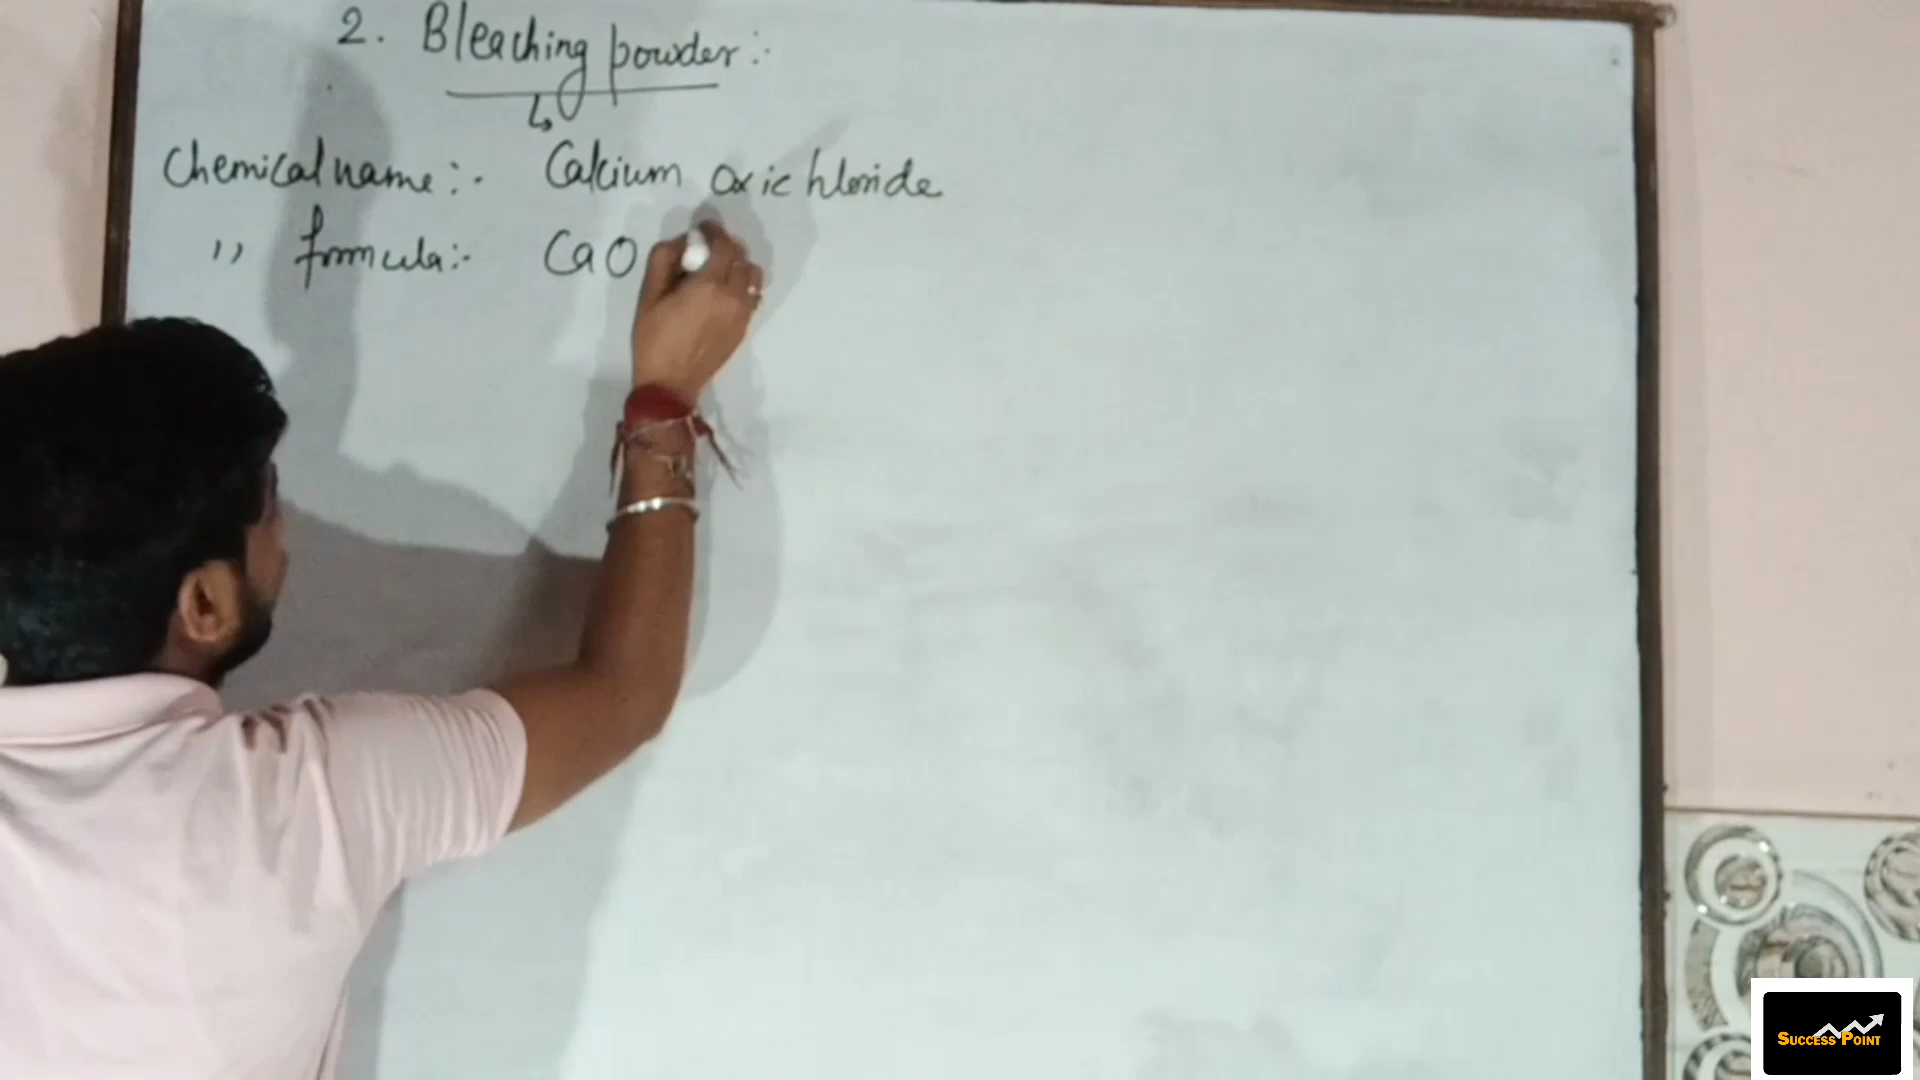 2. Bleaching powder:-
Chemical name:- Calcium oxichloride
" formula:- CaO
SUCCESS POINT